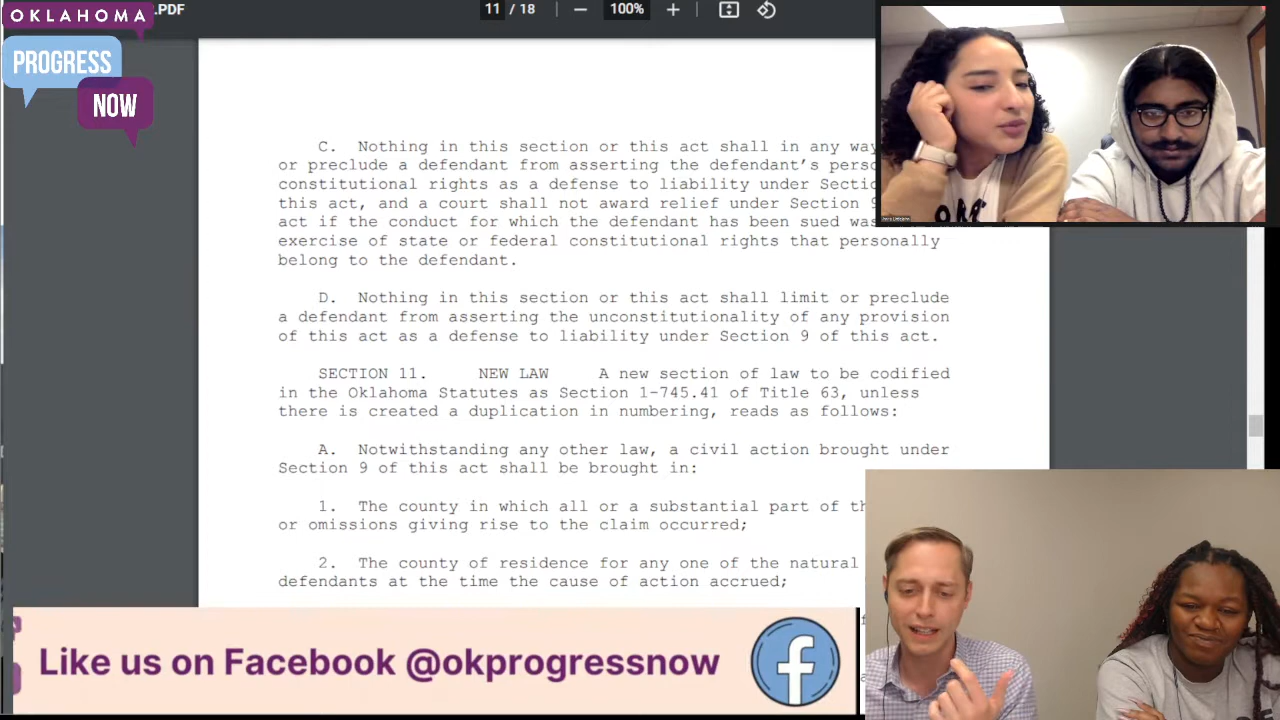 OKLAHOMA
PROGRESS
NOW
.PDF
11 / 18
100%
C. Nothing in this section or this act shall in any way
or preclude a defendant from asserting the defendant's
constitutional rights as a defense to liability under
this act, and a court shall not award relief under Section 9
act if the conduct for which the defendant has been sued
exercise of state or federal constitutional rights that personally
belong to the defendant.
D. Nothing in this section or this act shall limit or preclude
a defendant from asserting the unconstitutionality of any provision
of this act as a defense to liability under Section 9 of this act.
SECTION 11. NEW LAW A new section of law to be codified
in the Oklahoma Statutes as Section 1-745.41 of Title 63, unless
there is created a duplication in numbering, reads as follows:
A. Notwithstanding any other law, a civil action brought under
Section 9 of this act shall be brought in:
1. The county in which all or a substantial part of
or omissions giving rise to the claim occurred;
2. The county of residence for any one of the natural
defendants at the time the cause of action accrued;
Like us on Facebook @okprogressnow